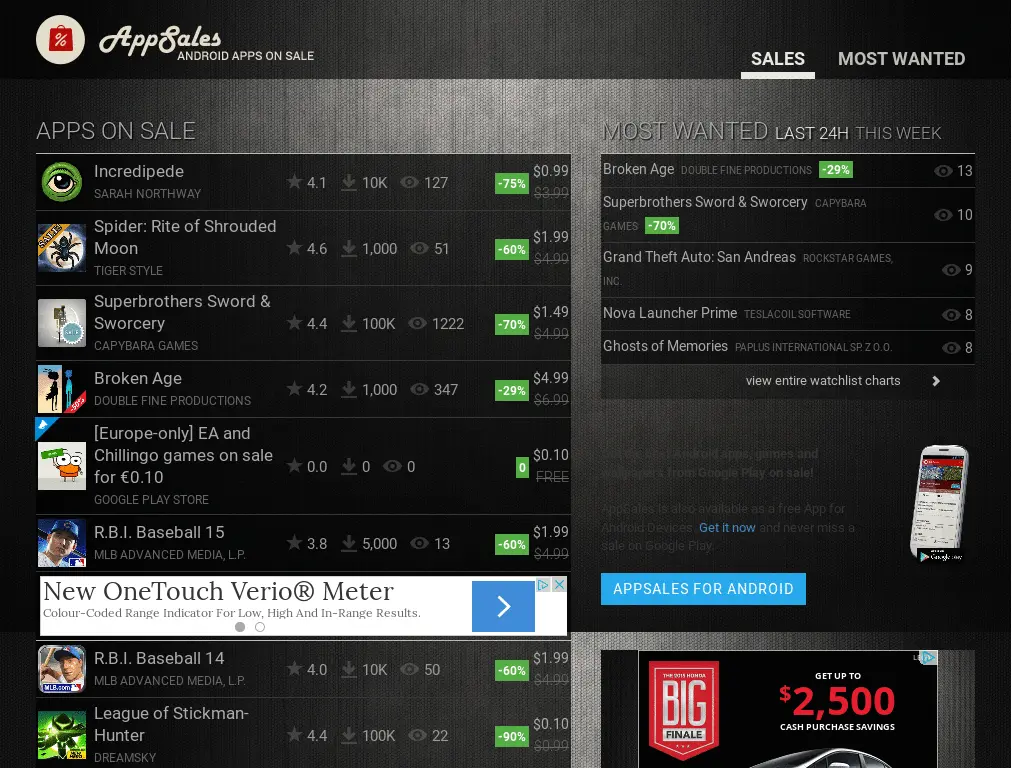 AppSales
ANDROID APPS ON SALE
SALES
MOST WANTED
APPS ON SALE
Incredipede
SARAH NORTHWAY
4.1 10K 127
-75%
$0.99
$3.99
Spider: Rite of Shrouded
Moon
TIGER STYLE
4.6 1,000 51
-60%
$1.99
$4.99
Superbrothers Sword &
Sworcery
CAPYBARA GAMES
4.4 100K 1222
-70%
$1.49
$4.99
Broken Age
DOUBLE FINE PRODUCTIONS
4.2 1,000 347
-29%
$4.99
$6.99
[Europe-only] EA and
Chillingo games on sale
for €0.10
GOOGLE PLAY STORE
0.0 0 0
0
$0.10
FREE
R.B.I. Baseball 15
MLB ADVANCED MEDIA, L.P.
3.8 5,000 13
-60%
$1.99
$4.99
New OneTouch Verio® Meter
Colour-Coded Range Indicator For Low, High And In-Range Results.
R.B.I. Baseball 14
MLB ADVANCED MEDIA, L.P.
4.0 10K 50
-60%
$1.99
$4.99
MLB.com
League of Stickman-
Hunter
DREAMSKY
4.4 100K 22
-90%
$0.10
$0.99
MOST WANTED LAST 24H THIS WEEK
Broken Age DOUBLE FINE PRODUCTIONS -29% 13
Superbrothers Sword & Sworcery CAPYBARA
GAMES -70% 10
Grand Theft Auto: San Andreas ROCKSTAR GAMES,
INC. 9
Nova Launcher Prime TESLACOIL SOFTWARE 8
Ghosts of Memories PAPLUS INTERNATIONAL SP. Z O.O. 8
view entire watchlist charts
android apps, games and
Google Play on sale!
AppSales is also available as a free App for
Android devices. Get it now and never miss a
sale on Google Play.
Google play
APPSALES FOR ANDROID
THE 2015 HONDA
BIG
FINALE
GET UP TO
$2,500
CASH PURCHASE SAVINGS